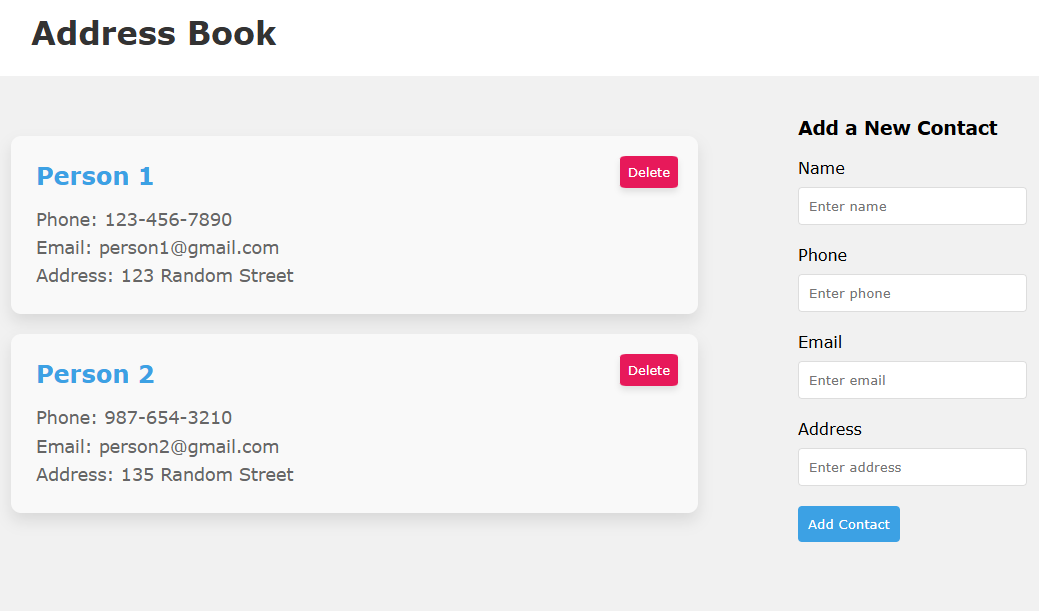 Address Book
Person 1
Delete
Phone: 123-456-7890
Email: person1@gmail.com
Address: 123 Random Street
Person 2
Delete
Phone: 987-654-3210
Email: person2@gmail.com
Address: 135 Random Street
Add a New Contact
Name
Enter name
Phone
Enter phone
Email
Enter email
Address
Enter address
Add Contact